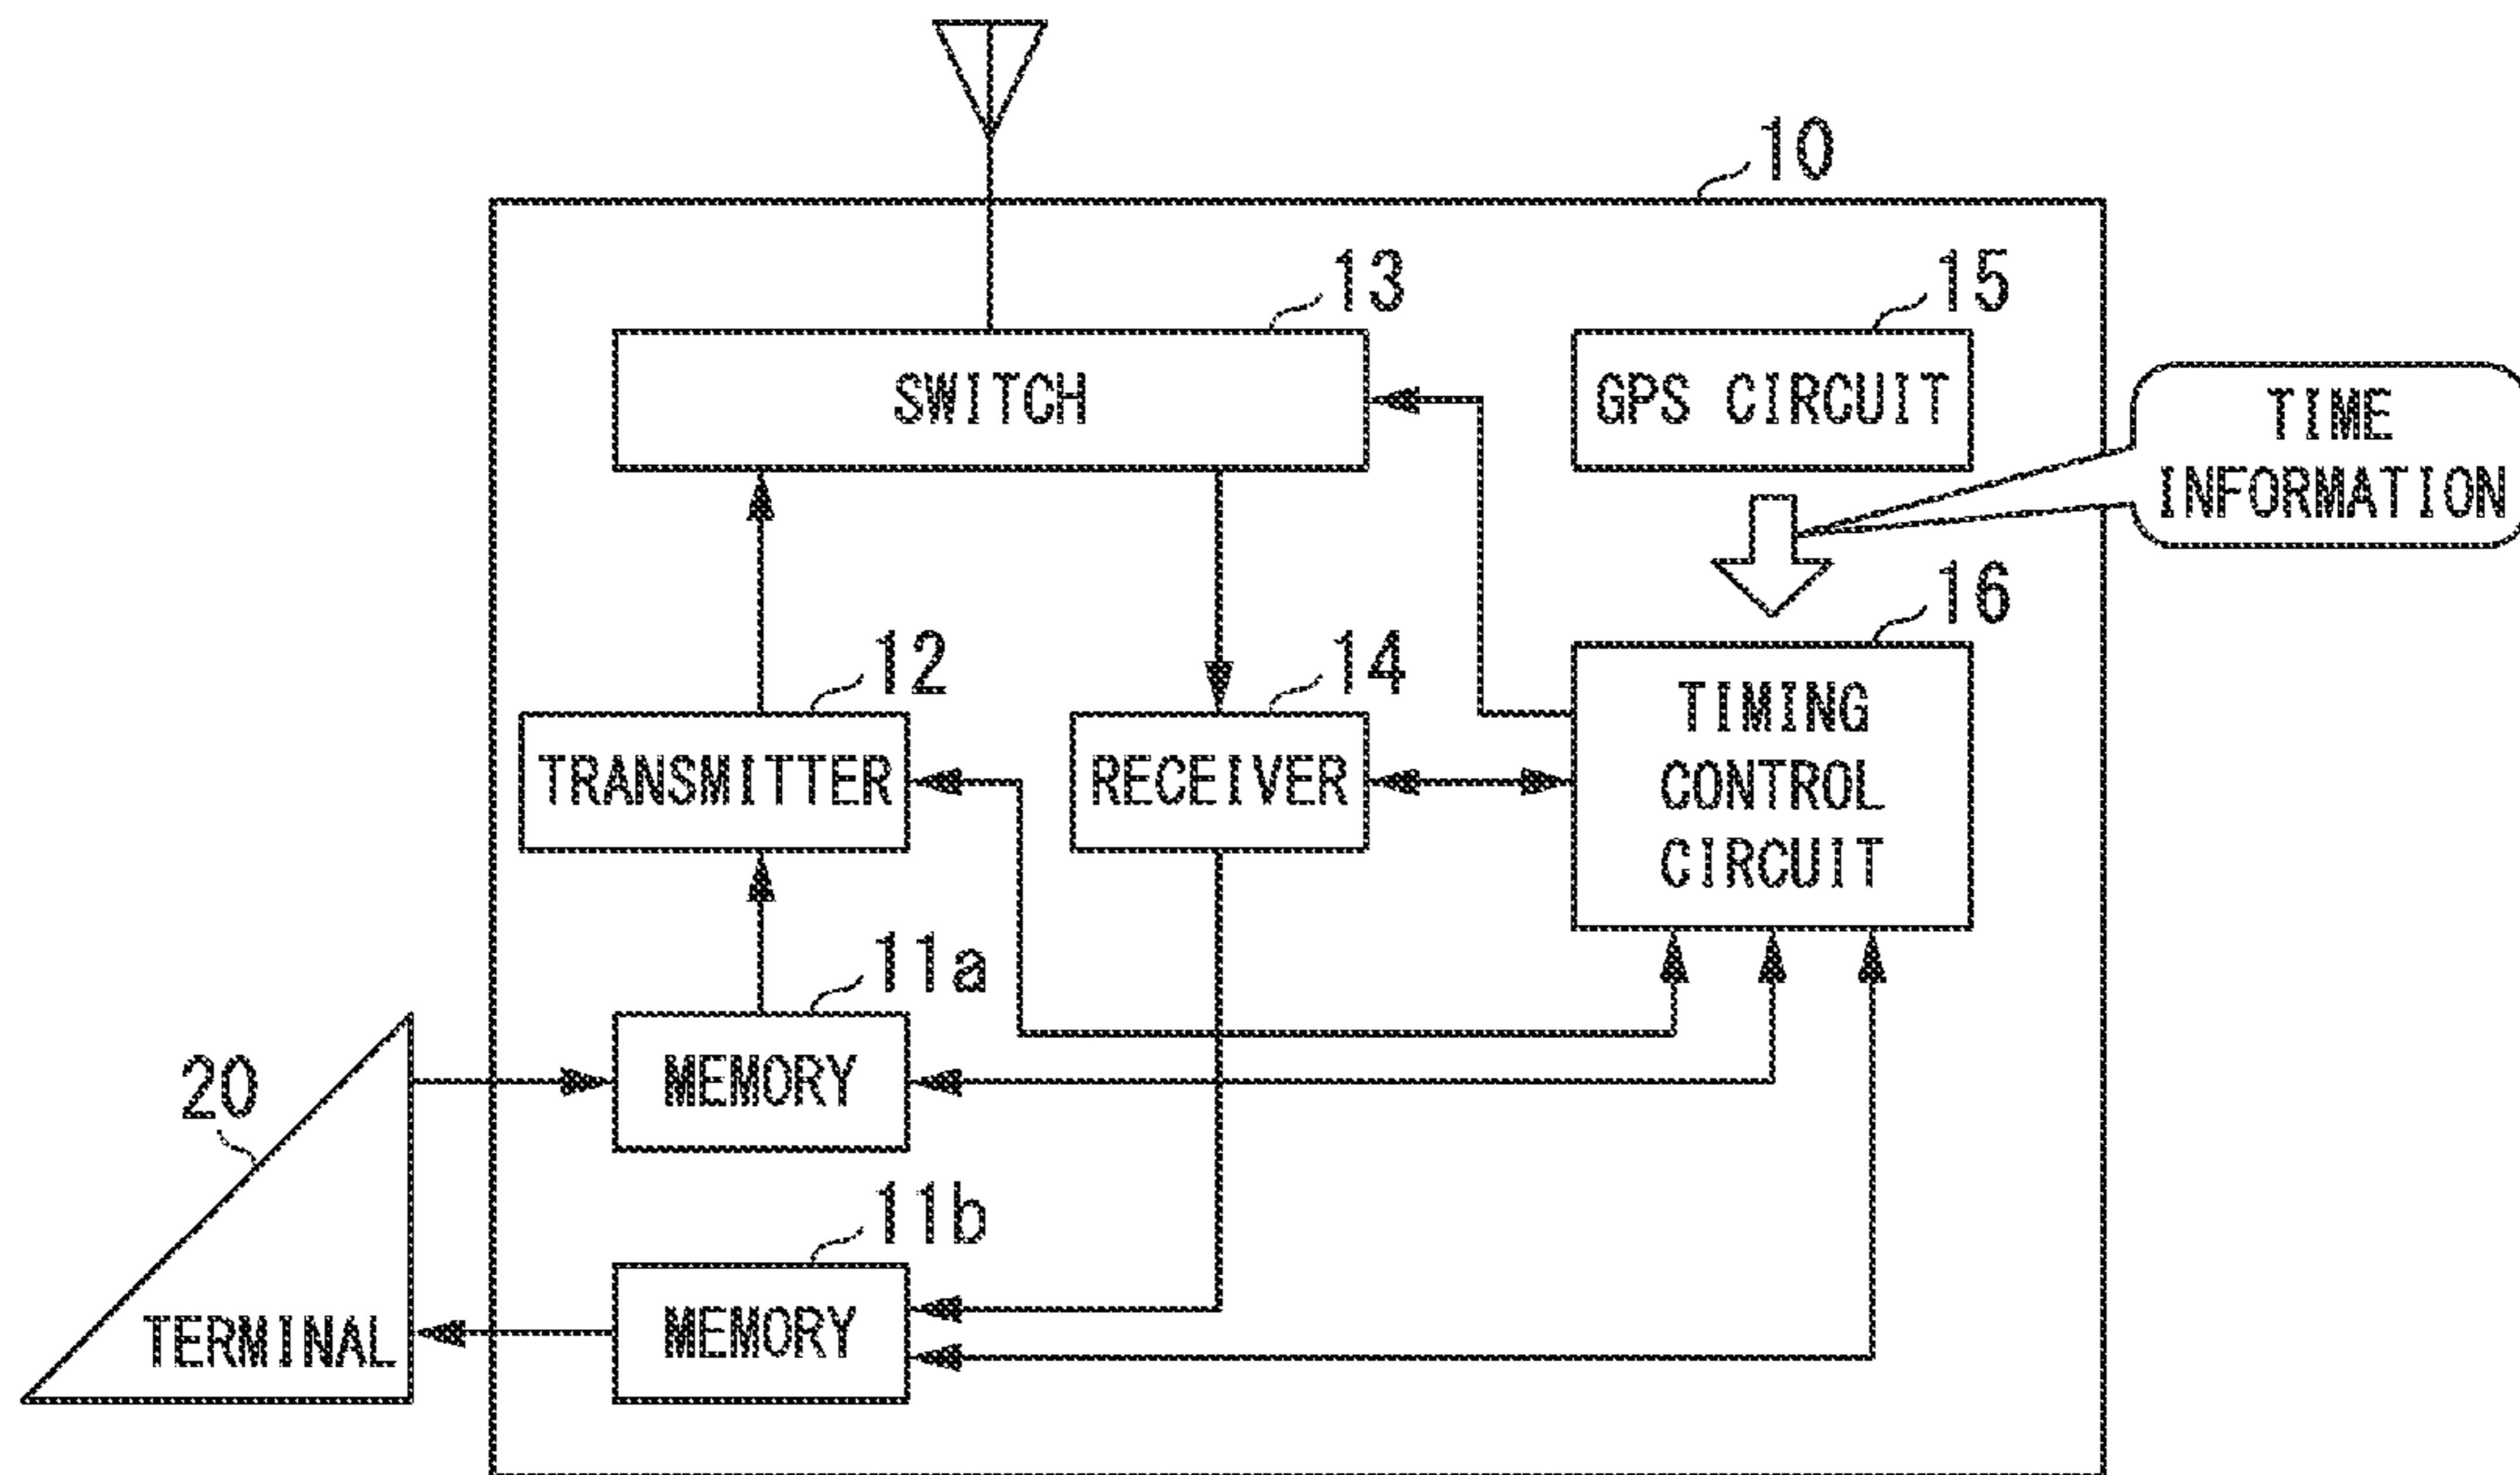 10
13
15
SWITCH
GPS CIRCUIT
TIME
INFORMATION
12
14
16
TRANSMITTER
RECEIVER
TIMING
CONTROL
CIRCUIT
11a
20
MEMORY
11b
TERMINAL
MEMORY